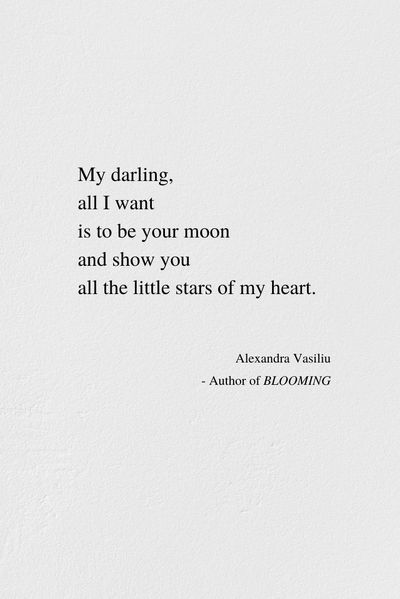 My darling,
all I want
is to be your moon
and show you
all the little stars of my heart.
Alexandra Vasiliu
- Author of BLOOMING